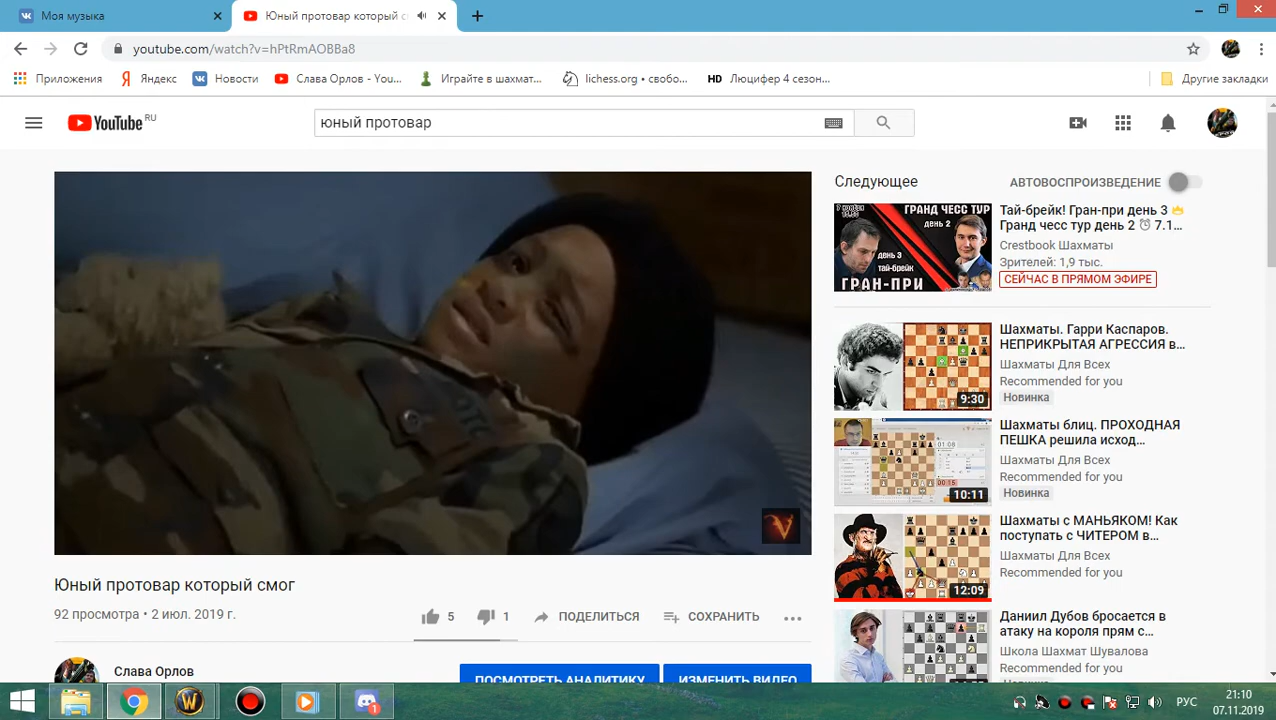 Моя музыка
Юный протовар который с
youtube.com/watch?v=hPtRmAOBBa8
Приложения
Яндекс
Новости
Слава Орлов - You...
Играйте в шахмат...
lichess.org • свобо...
HD Люцифер 4 сезон...
Другие закладки
YouTube RU
юный протовар
Следующее
АВТОВОСПРОИЗВЕДЕНИЕ
7 ноября
ГРАНД ЧЕСС ТУР
день 2
день 3
тай-брейк
ГРАН-ПРИ
Тай-брейк! Гран-при день 3
Гранд чесс тур день 2 7.1...
Crestbook Шахматы
Зрителей: 1,9 тыс.
СЕЙЧАС В ПРЯМОМ ЭФИРЕ
9:30
Шахматы. Гарри Каспаров.
НЕПРИКРЫТАЯ АГРЕССИЯ в...
Шахматы Для Всех
Recommended for you
Новинка
10:11
Шахматы блиц. ПРОХОДНАЯ
ПЕШКА решила исход...
Шахматы Для Всех
Recommended for you
Новинка
12:09
Шахматы с МАНЬЯКОМ! Как
поступать с ЧИТЕРОМ в...
Шахматы Для Всех
Recommended for you
Даниил Дубов бросается в
атаку на короля прям с...
Школа Шахмат Шувалова
Recommended for you
V
Юный протовар который смог
92 просмотра • 2 июл. 2019 г.
5
1
ПОДЕЛИТЬСЯ
СОХРАНИТЬ
Слава Орлов
ПОСМОТРЕТЬ АНАЛИТИКУ
ИЗМЕНИТЬ ВИДЕО
РУС
21:10
07.11.2019